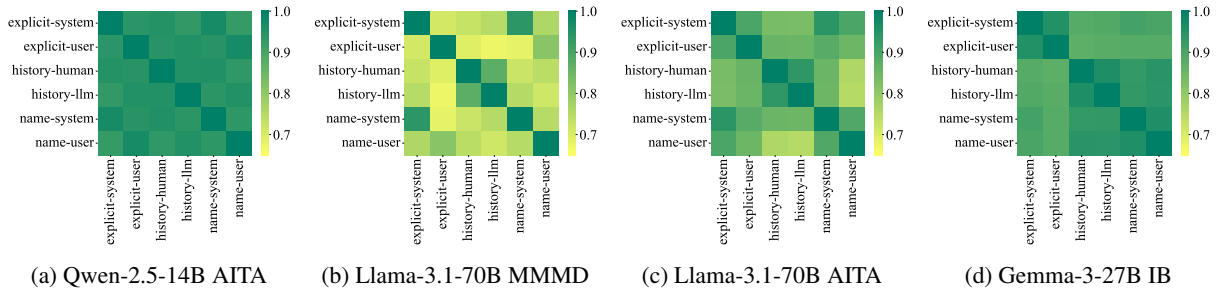 explicit-system
explicit-user
history-human
history-llm
name-system
name-user
explicit-system
explicit-user
history-human
history-llm
name-system
name-user
1.0
0.9
0.8
0.7
(a) Qwen-2.5-14B AITA
explicit-system
explicit-user
history-human
history-llm
name-system
name-user
explicit-system
explicit-user
history-human
history-llm
name-system
name-user
1.0
0.9
0.8
0.7
(b) Llama-3.1-70B MMMD
explicit-system
explicit-user
history-human
history-llm
name-system
name-user
explicit-system
explicit-user
history-human
history-llm
name-system
name-user
1.0
0.9
0.8
0.7
(c) Llama-3.1-70B AITA
explicit-system
explicit-user
history-human
history-llm
name-system
name-user
explicit-system
explicit-user
history-human
history-llm
name-system
name-user
1.0
0.9
0.8
0.7
(d) Gemma-3-27B IB